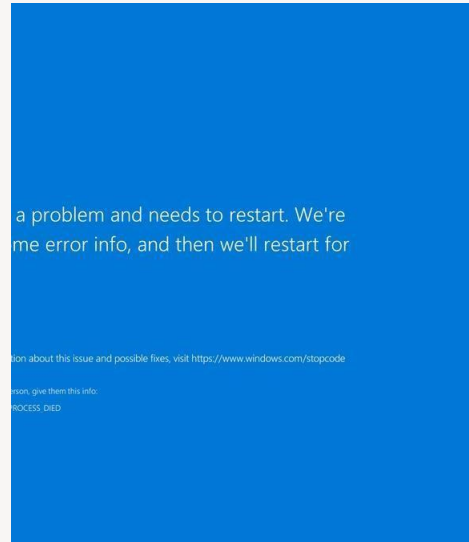 a problem and needs to restart. We're
me error info, and then we'll restart for
tion about this issue and possible fixes, visit https://www.windows.com/stopcode
erson, give them this info:
ROCESS_DIED